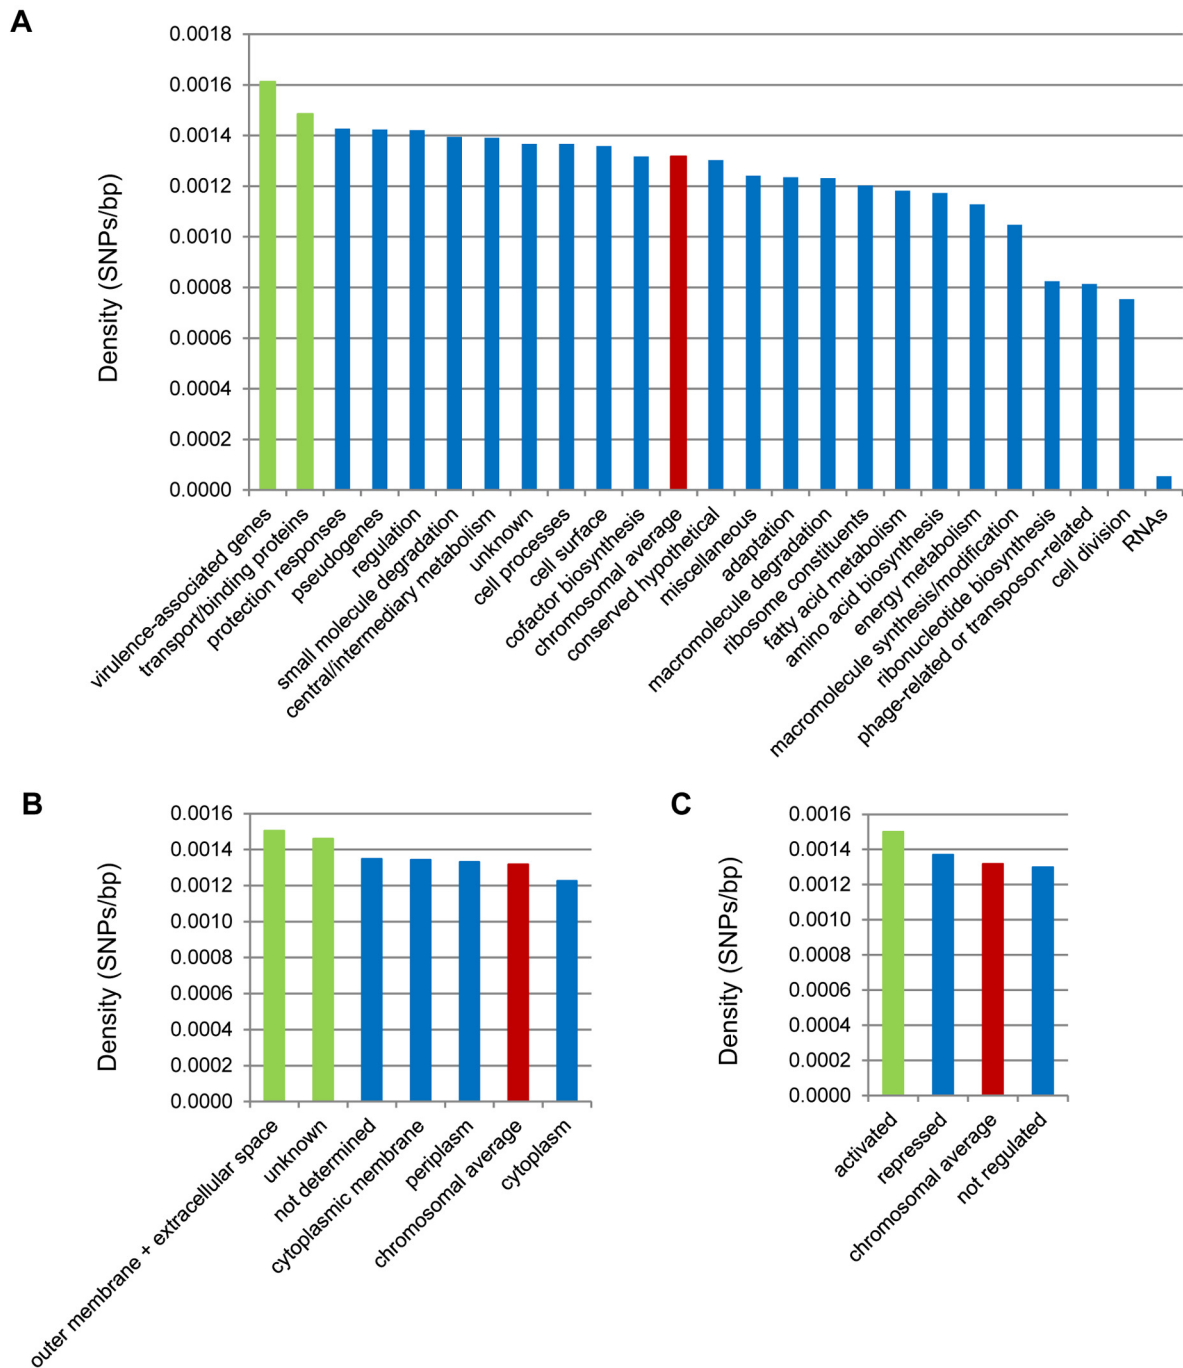 A
Density (SNPs/bp)
0.0018
0.0016
0.0014
0.0012
0.0010
0.0008
0.0006
0.0004
0.0002
0.0000
virulence-associated genes
transport/binding proteins
protection responses
pseudogenes
regulation
small molecule degradation
central/intermediary metabolism
unknown
cell processes
cell surface
cofactor biosynthesis
chromosomal average
conserved hypothetical
miscellaneous
adaptation
macromolecule degradation
ribosome constituents
fatty acid metabolism
amino acid biosynthesis
energy metabolism
macromolecule synthesis/modification
ribonucleotide biosynthesis
phage-related or transposon-related
cell division
RNAs
B
Density (SNPs/bp)
0.0016
0.0014
0.0012
0.0010
0.0008
0.0006
0.0004
0.0002
0.0000
outer membrane + extracellular space
unknown
not determined
cytoplasmic membrane
periplasm
chromosomal average
cytoplasm
C
Density (SNPs/bp)
0.0016
0.0014
0.0012
0.0010
0.0008
0.0006
0.0004
0.0002
0.0000
activated
repressed
chromosomal average
not regulated